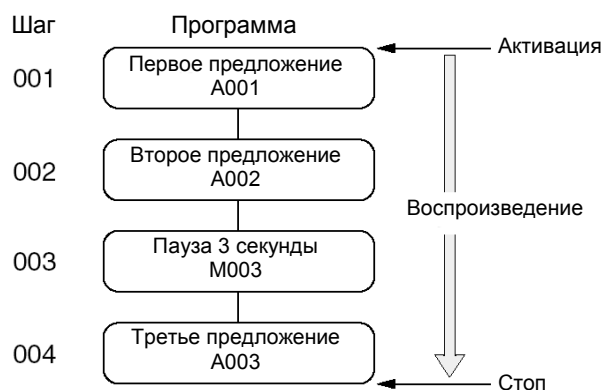 Шаг Программа
Активация
001 Первое предложение
A001
002 Второе предложение
A002
Воспроизведение
003 Пауза 3 секунды
M003
004 Третье предложение
A003
Стоп